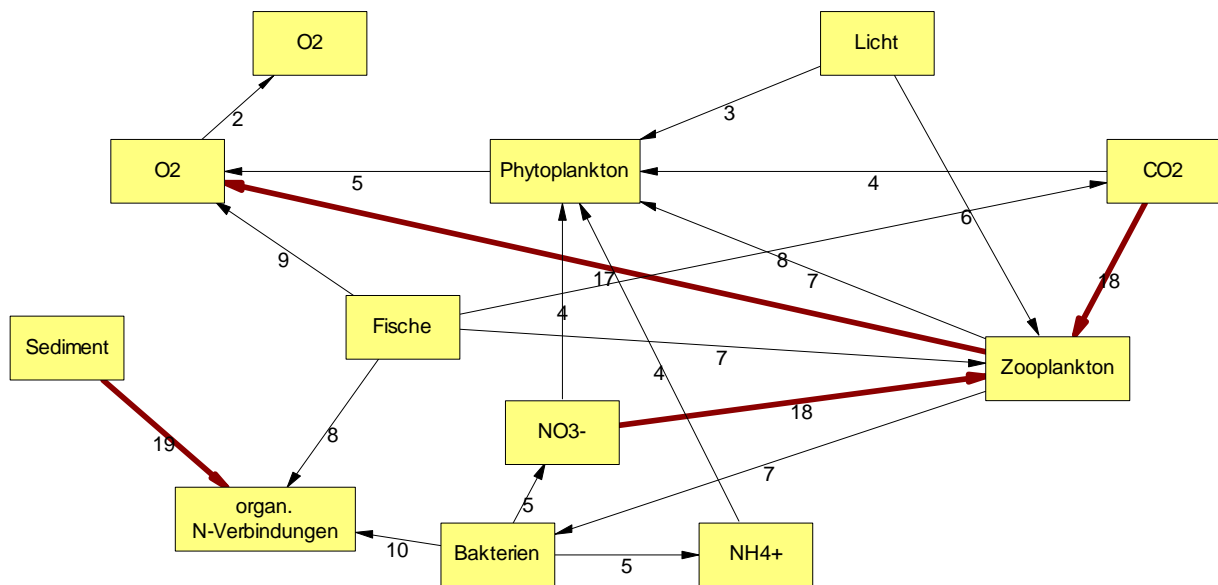 O2
Licht
2
3
O2
Phytoplankton
CO2
5
4
6
9
8
17
7
18
Fische
4
Sediment
7
Zooplankton
4
NO3-
18
19
8
7
organ.
N-Verbindungen
5
10
Bakterien
5
NH4+